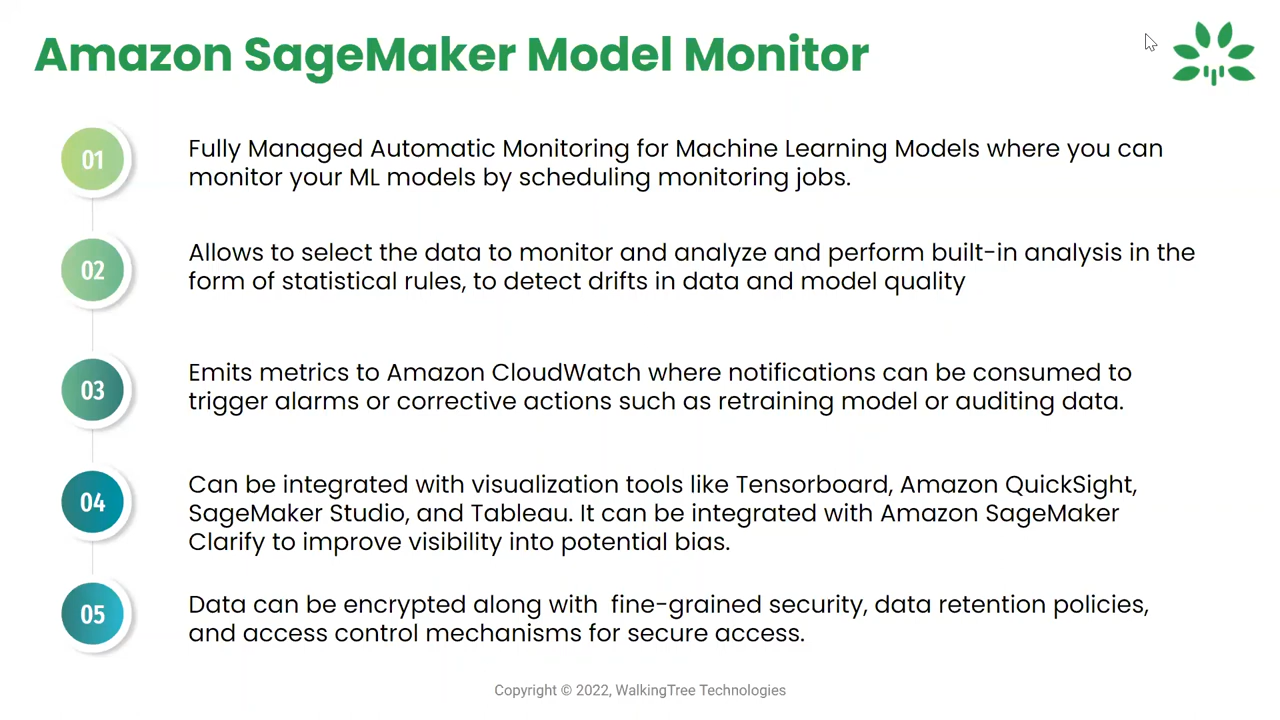 Amazon SageMaker Model Monitor
01
Fully Managed Automatic Monitoring for Machine Learning Models where you can
monitor your ML models by scheduling monitoring jobs.
02
Allows to select the data to monitor and analyze and perform built-in analysis in the
form of statistical rules, to detect drifts in data and model quality
03
Emits metrics to Amazon CloudWatch where notifications can be consumed to
trigger alarms or corrective actions such as retraining model or auditing data.
04
Can be integrated with visualization tools like Tensorboard, Amazon QuickSight,
SageMaker Studio, and Tableau. It can be integrated with Amazon SageMaker
Clarify to improve visibility into potential bias.
05
Data can be encrypted along with  fine-grained security, data retention policies,
and access control mechanisms for secure access.
Copyright © 2022, WalkingTree Technologies